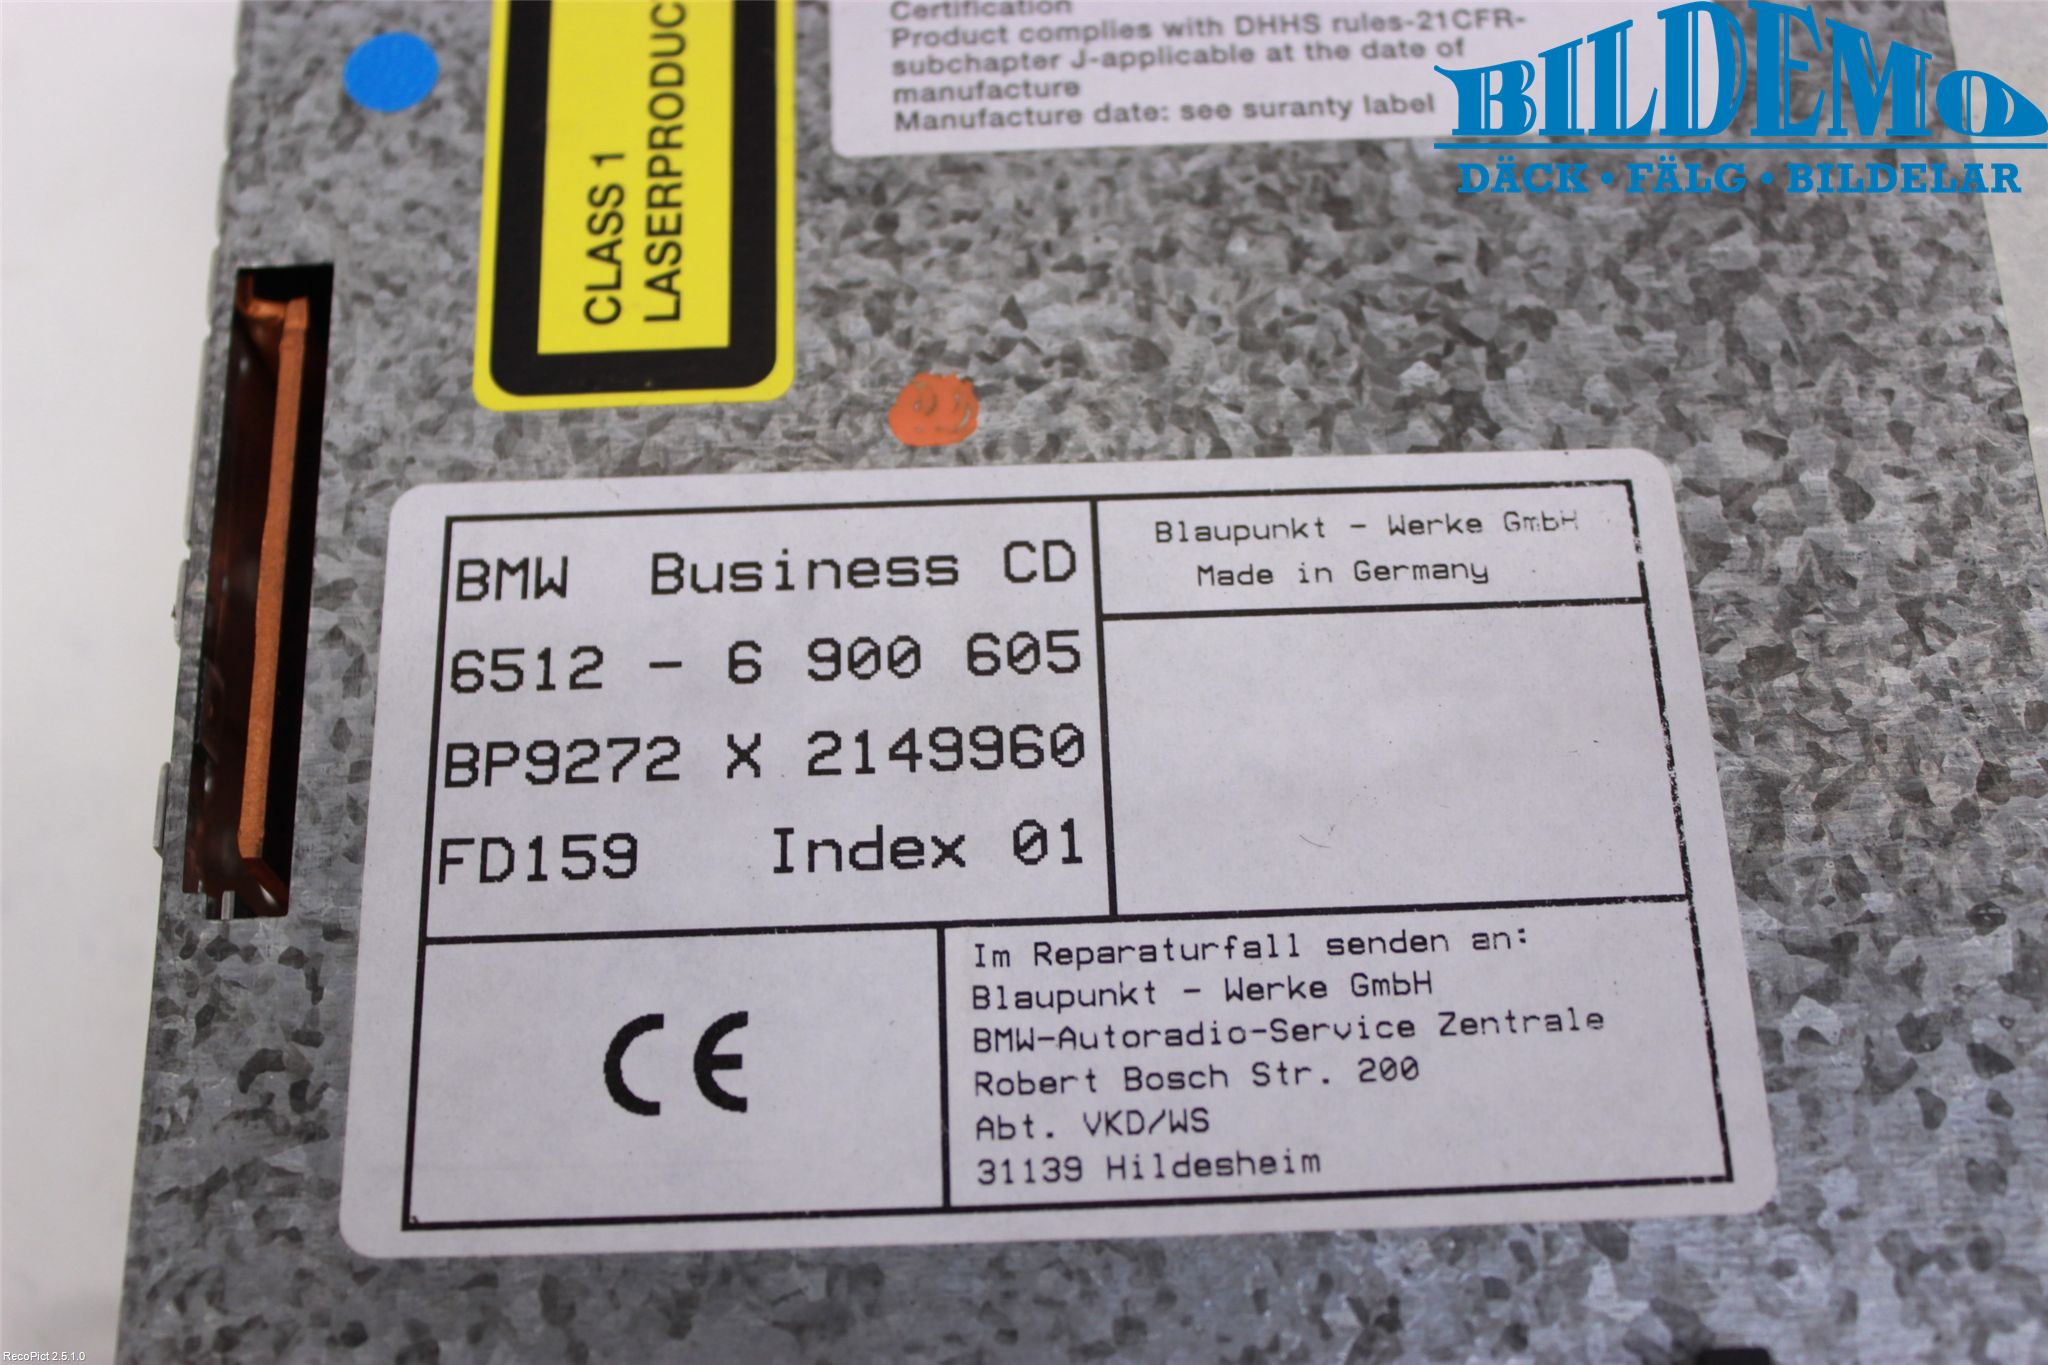 Certification
Product complies with DHHS rules-21CFR-
subchapter J-applicable at the date of
manufacture
Manufacture date: see suranty label
BILDEMO
DÄCK • FÄLG • BILDELAR
CLASS 1
LASERPRODUC
BMW Business CD
6512 - 6 900 605
BP9272 X 2149960
FD159 Index 01
Blaupunkt - Werke GmbH
Made in Germany
CE
Im Reparaturfall senden an:
Blaupunkt - Werke GmbH
BMW-Autoradio-Service Zentrale
Robert Bosch Str. 200
Abt. VKD/WS
31139 Hildesheim
RecoPict 2.5.1.0